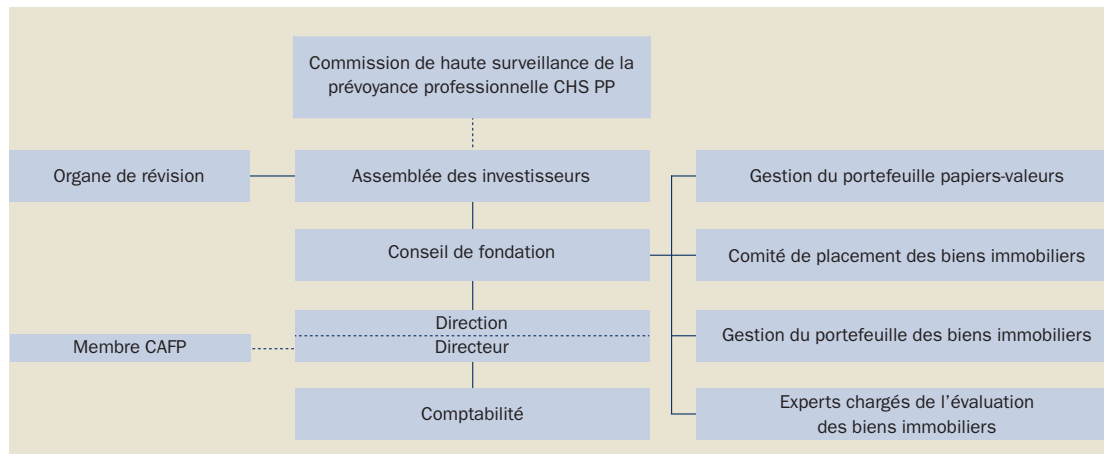 Commission de haute surveillance de la
prévoyance professionnelle CHS PP
Organe de révision
Assemblée des investisseurs
Gestion du portefeuille papiers-valeurs
Conseil de fondation
Comité de placement des biens immobiliers
Direction
Membre CAFP
Directeur
Gestion du portefeuille des biens immobiliers
Comptabilité
Experts chargés de l’évaluation
des biens immobiliers